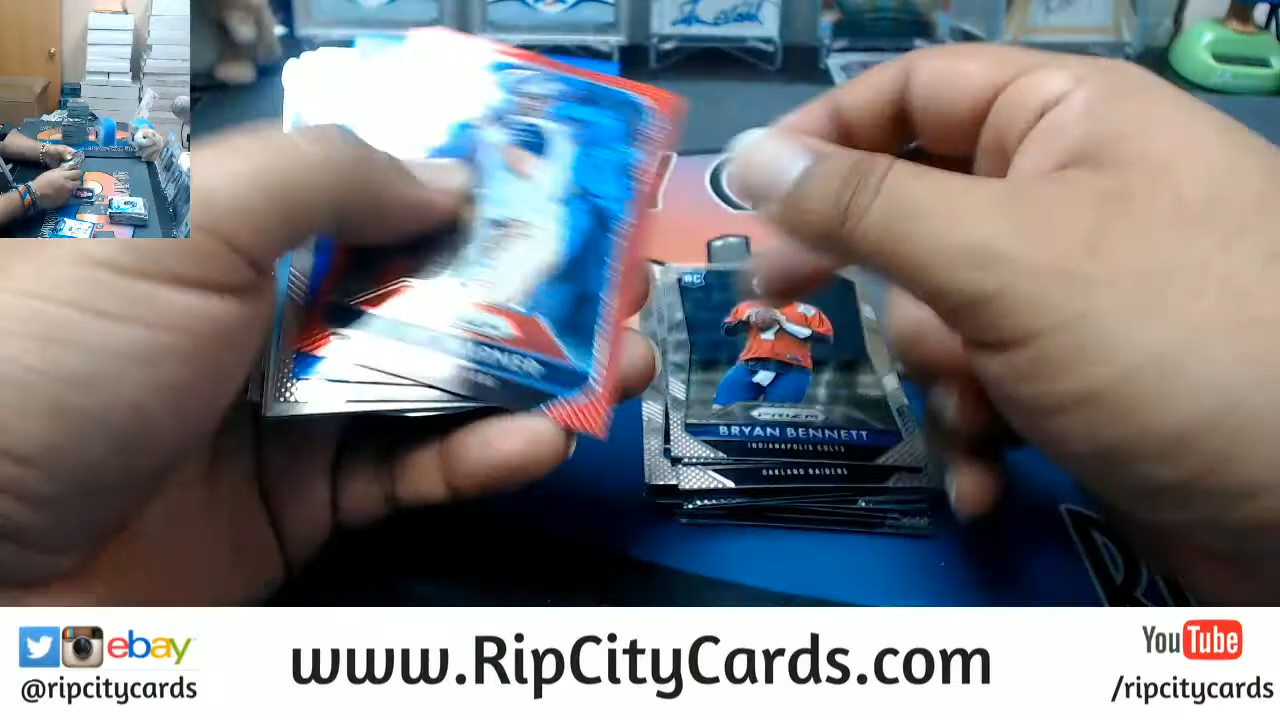 RC
PRIZM
BRYAN BENNETT
INDIANAPOLIS COLTS
OAKLAND RAIDERS
ebay
@ripcitycards
www.RipCityCards.com
YouTube
/ripcitycards